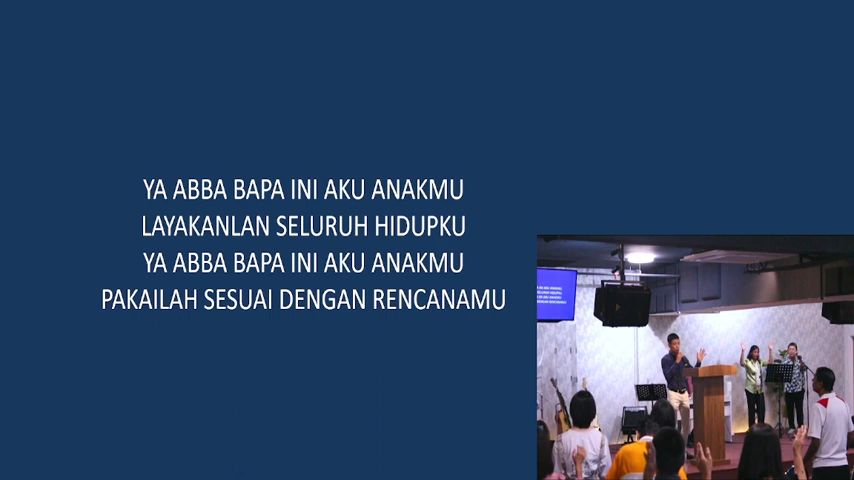 YA ABBA BAPA INI AKU ANAKMU
LAYAKANLAN SELURUH HIDUPKU
YA ABBA BAPA INI AKU ANAKMU
PAKAILAH SESUAI DENGAN RENCANAMU